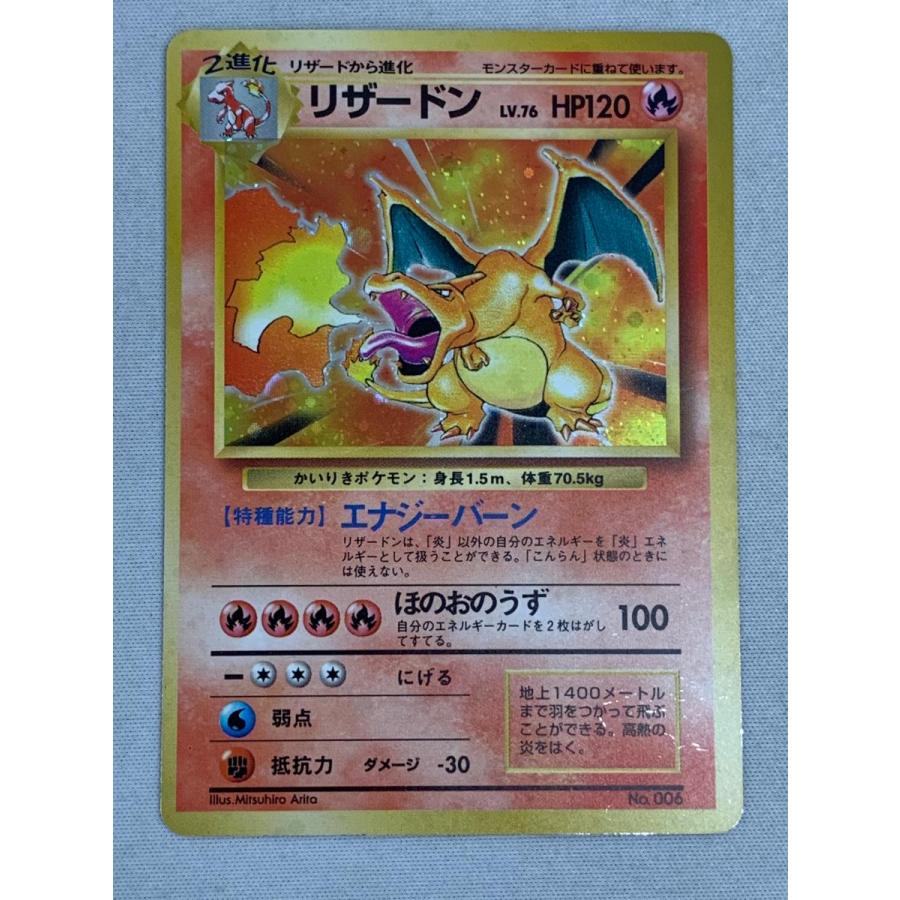 2進化 リザードから進化 モンスターカードに重ねて使います。
リザードン LV.76 HP120
かいりきポケモン：身長1.5m、体重70.5kg
【特種能力】エナジーバーン
リザードンは、「炎」以外の自分のエネルギーを「炎」エネ
ルギーとして扱うことができる。「こんらん」状態のときに
は使えない。
ほのおのうず 100
自分のエネルギーカードを2枚はがし
てすてる。
ー にげる
弱点
抵抗力 ダメージ -30
地上1400メートル
まで羽をつかって飛ぶ
ことができる。高熱の
炎をはく。
Illus.Mitsuhiro Arita No.006